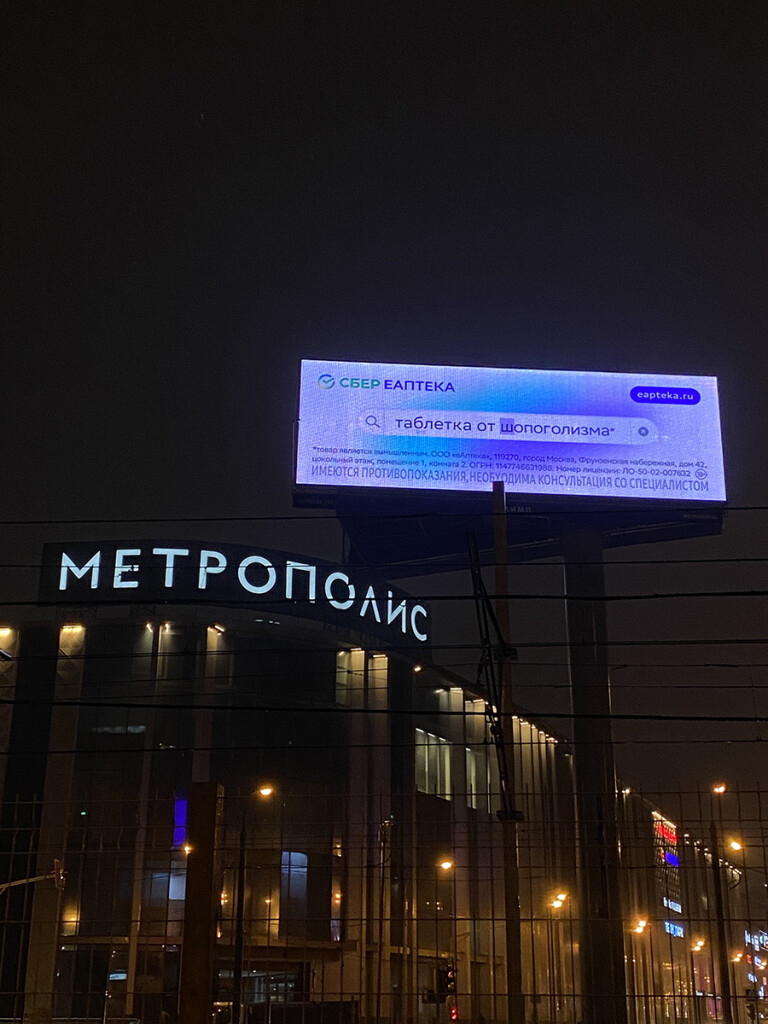 СБЕР ЕАПТЕКА
eapteka.ru
таблетка от шопоголизма*
*товар является вымышленным. ООО «еАптека», 119270, город Москва, Фрунзенская набережная, дом 42,
цокольный этаж, помещение 1, комната 2. ОГРН: 1147746631988. Номер лицензии: ЛО-50-02-007632
ИМЕЮТСЯ ПРОТИВОПОКАЗАНИЯ, НЕОБХОДИМА КОНСУЛЬТАЦИЯ СО СПЕЦИАЛИСТОМ
МЕТРОПОЛИС